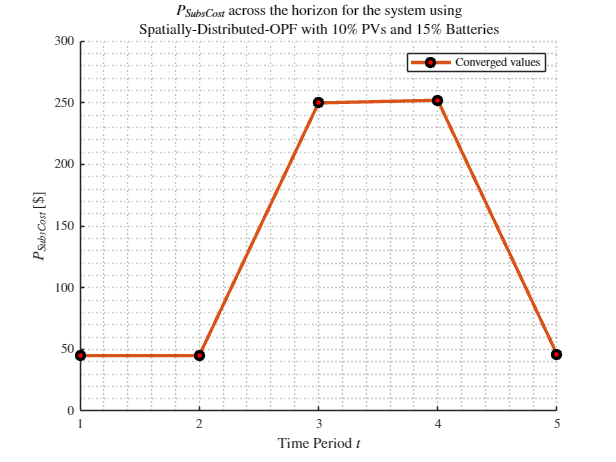 P_SubsCost across the horizon for the system using
Spatially-Distributed-OPF with 10% PVs and 15% Batteries
Converged values
300
250
200
150
100
50
0
P_SubsCost [$]
1 2 3 4 5
Time Period t